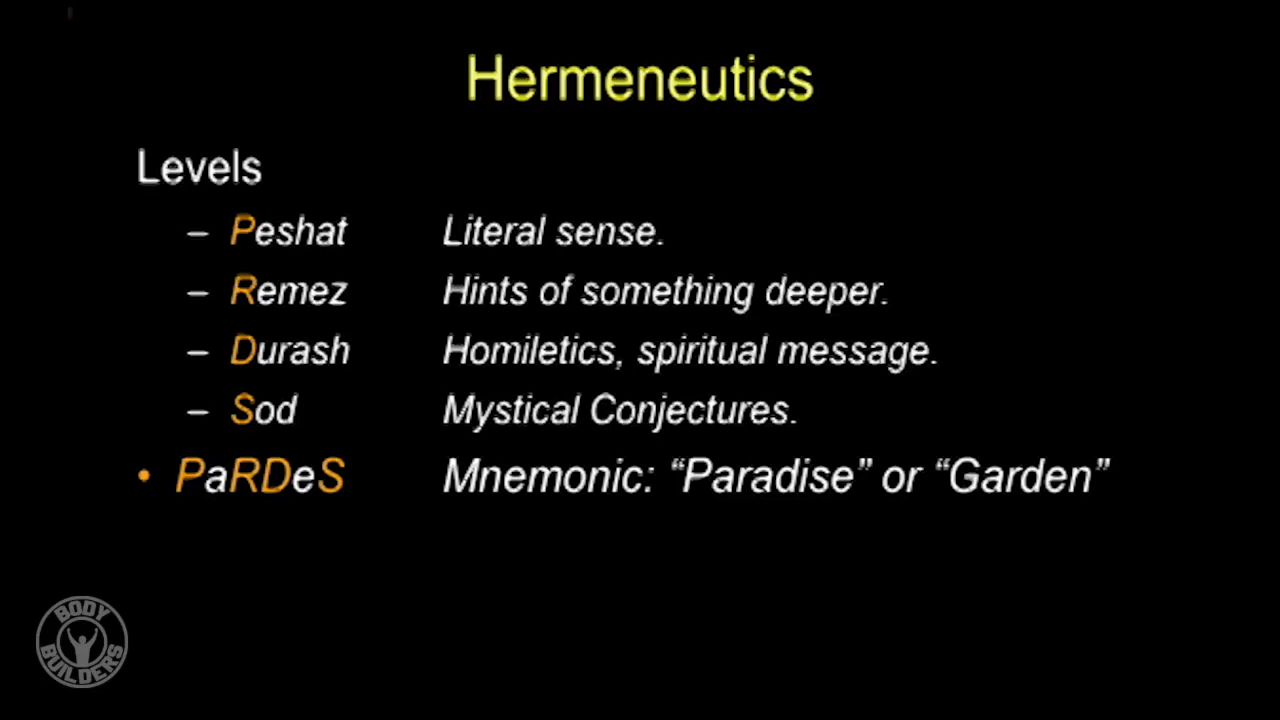 Hermeneutics
Levels
– Peshat Literal sense.
– Remez Hints of something deeper.
– Durash Homiletics, spiritual message.
– Sod Mystical Conjectures.
• PaRDeS Mnemonic: “Paradise” or “Garden”
BODY
BUILDERS